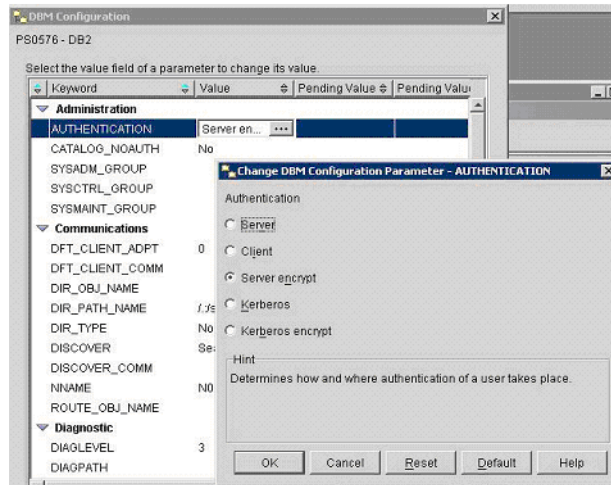 DBM Configuration
PS0576 - DB2
Select the value field of a parameter to change its value.
Keyword Value Pending Value Pending Valu
Administration
AUTHENTICATION Server en... ...
CATALOG_NOAUTH No
SYSADM_GROUP
SYSCTRL_GROUP
SYSMAINT_GROUP
Communications
DFT_CLIENT_ADPT 0
DFT_CLIENT_COMM
DIR_OBJ_NAME
DIR_PATH_NAME /.:/s
DIR_TYPE No
DISCOVER Sea
DISCOVER_COMM
NNAME N0
ROUTE_OBJ_NAME
Diagnostic
DIAGLEVEL 3
DIAGPATH
Change DBM Configuration Parameter - AUTHENTICATION
Authentication
Server
Client
Server encrypt
Kerberos
Kerberos encrypt
Hint
Determines how and where authentication of a user takes place.
OK Cancel Reset Default Help